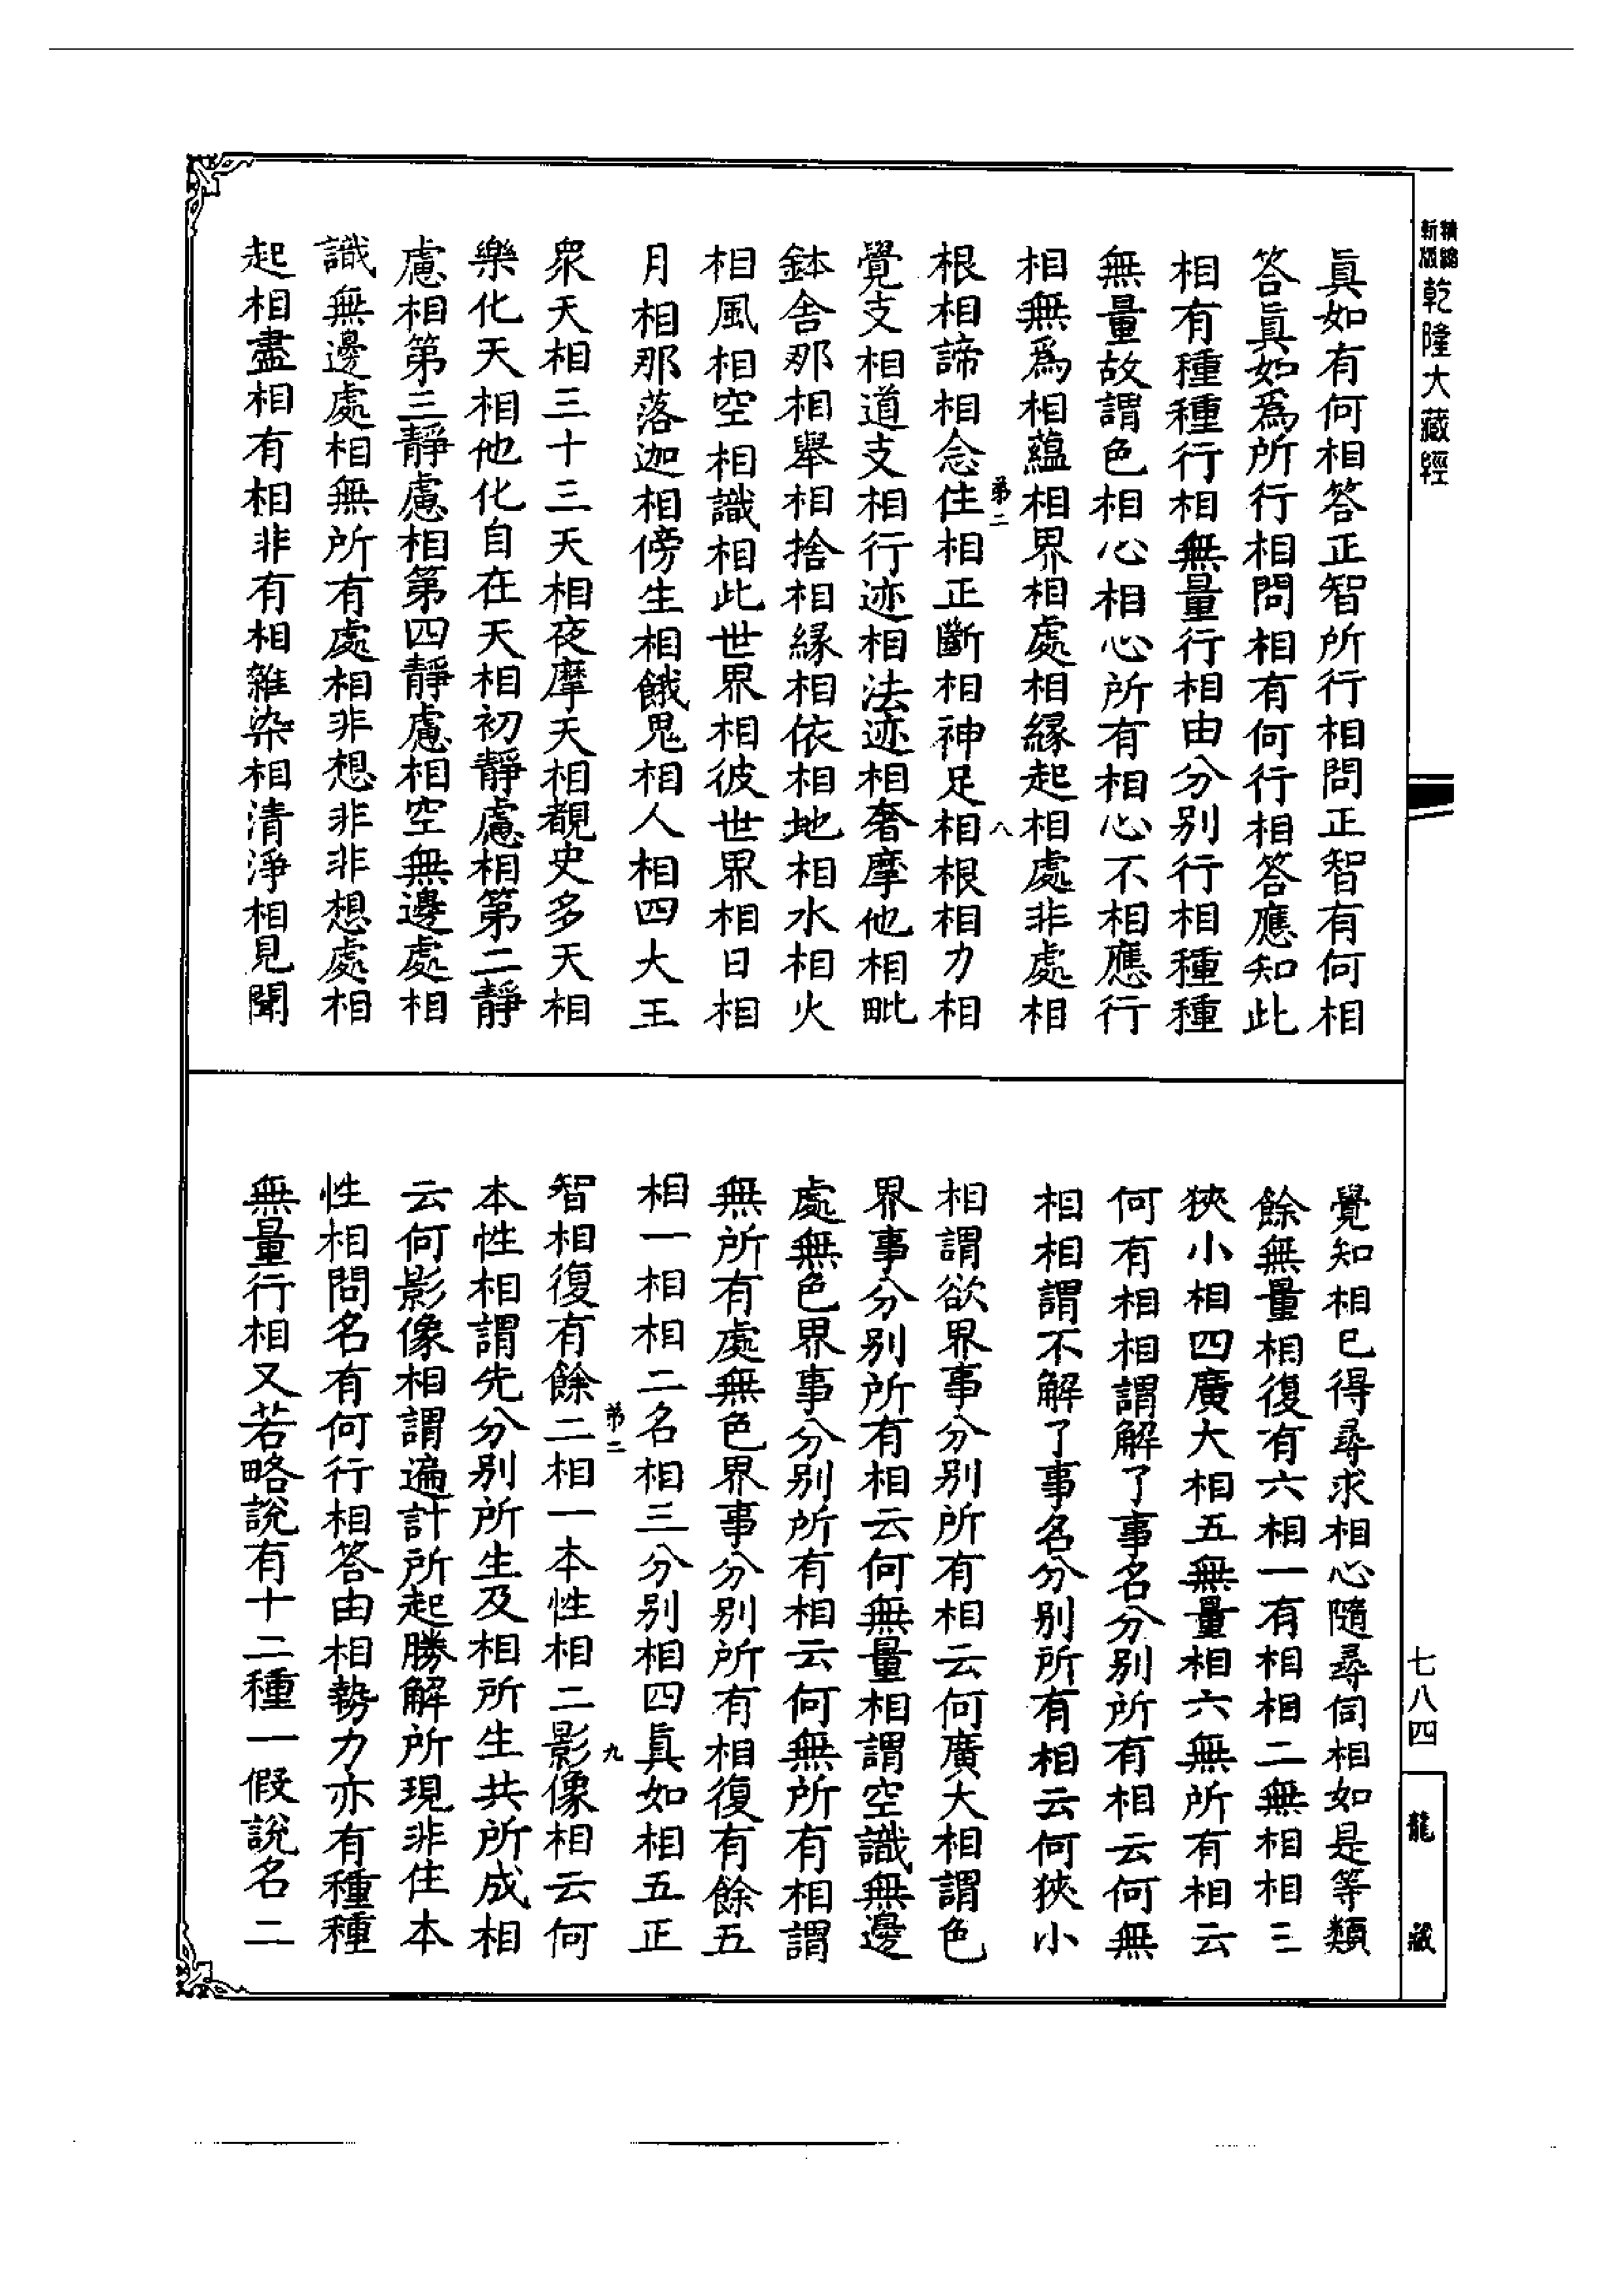 新版
精縮
乾隆大藏經
眞如有何相答正智所行相問正智有何相
答眞如爲所行相問相有何行相答應知此
相有種種行相無量行相由分別行相種種
無量故謂色相心相心所有相心不相應行
相無爲相蘊相界相處相緣起相處非處相
第二
八
根相諦相念住相正斷相神足相根相力相
覺支相道支相行迹相法迹相奢摩他相毗
鉢舍那相舉相捨相緣相依相地相水相火
相風相空相識相此世界相彼世界相日相
月相那落迦相傍生相餓鬼相人相四大王
衆天相三十三天相夜摩天相覩史多天相
樂化天相他化自在天相初靜慮相第二靜
慮相第三靜慮相第四靜慮相空無邊處相
識無邊處相無所有處相非想非非想處相
起相盡相有相非有相雜染相清淨相見聞
覺知相已得尋求相心隨尋伺相如是等類
餘無量相復有六相一有相相二無相相三
狹小相四廣大相五無量相六無所有相云
何有相相謂解了事名分別所有相云何無
相相謂不解了事名分別所有相云何狹小
相謂欲界事分別所有相云何廣大相謂色
界事分別所有相云何無量相謂空識無邊
處無色界事分別所有相云何無所有相謂
無所有處無色界事分別所有相復有餘五
相一相相二名相三分別相四眞如相五正
第二
九
智相復有餘二相一本性相二影像相云何
本性相謂先分別所生及相所生共所成相
云何影像相謂遍計所起勝解所現非住本
性相問名有何行相答由相勢力亦有種種
無量行相又若略說有十二種一假說名二
七八四
龍藏